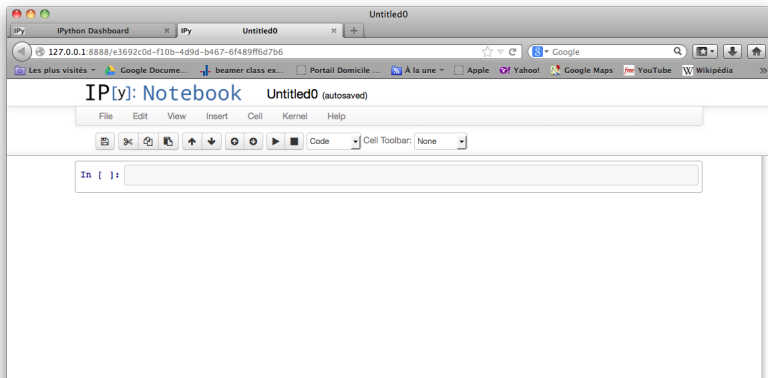 Untitled0
IPy IPython Dashboard IPy Untitled0
127.0.0.1:8888/e3692c0d-f10b-4d9d-b467-6f489ff6d7b6 Google
Les plus visités Google Docume... beamer class ex... Portail Domicile ... À la une Apple Yahoo! Google Maps YouTube Wikipédia
IP[y]: Notebook Untitled0 (autosaved)
File Edit View Insert Cell Kernel Help
Code Cell Toolbar: None
In [ ]: